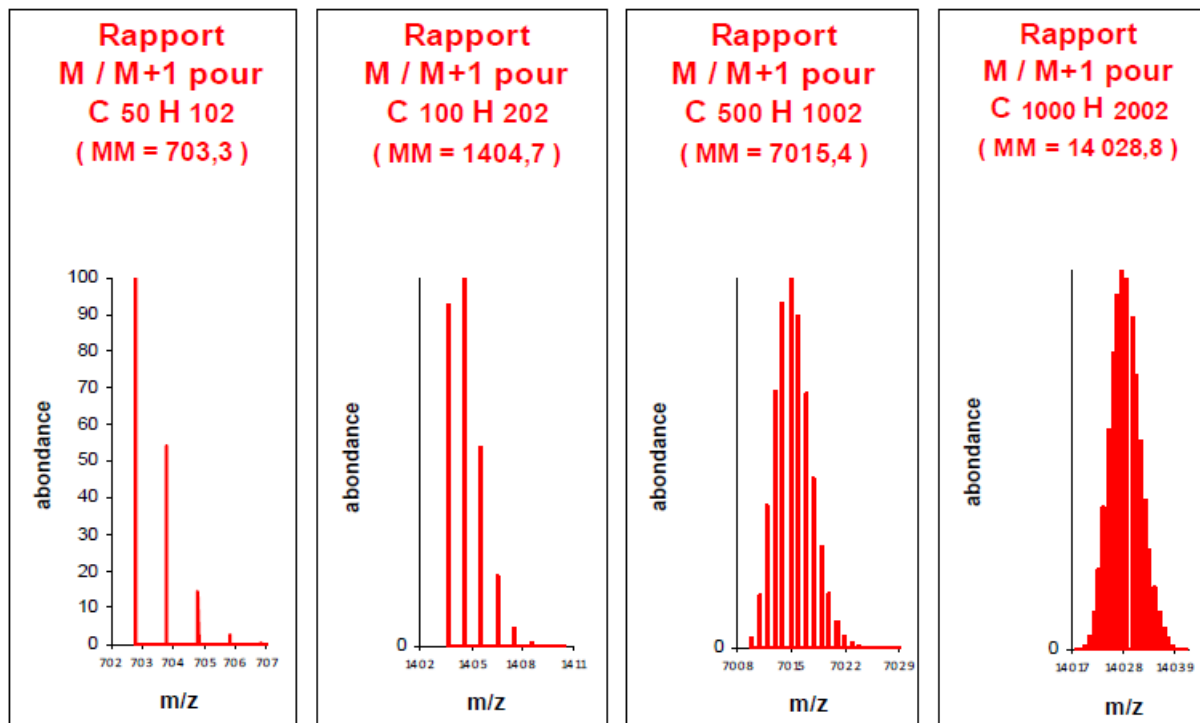 Rapport
M / M+1 pour
C 50 H 102
( MM = 703,3 )
abondance
100
90
80
70
60
50
40
30
20
10
0
702 703 704 705 706 707
m/z
Rapport
M / M+1 pour
C 100 H 202
( MM = 1404,7 )
abondance
0
1402 1405 1408 1411
m/z
Rapport
M / M+1 pour
C 500 H 1002
( MM = 7015,4 )
abondance
0
7008 7015 7022 7029
m/z
Rapport
M / M+1 pour
C 1000 H 2002
( MM = 14 028,8 )
abondance
0
14017 14028 14039
m/z